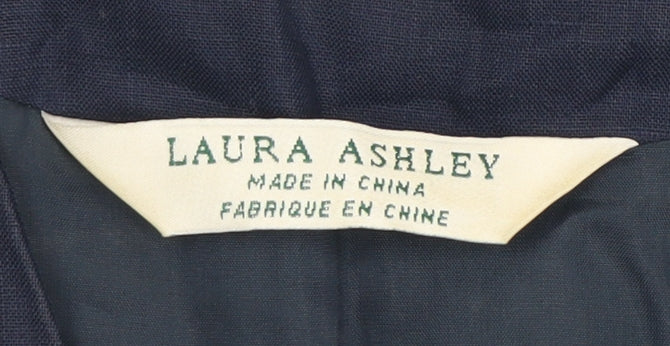 LAURA ASHLEY
MADE IN CHINA
FABRIQUE EN CHINE